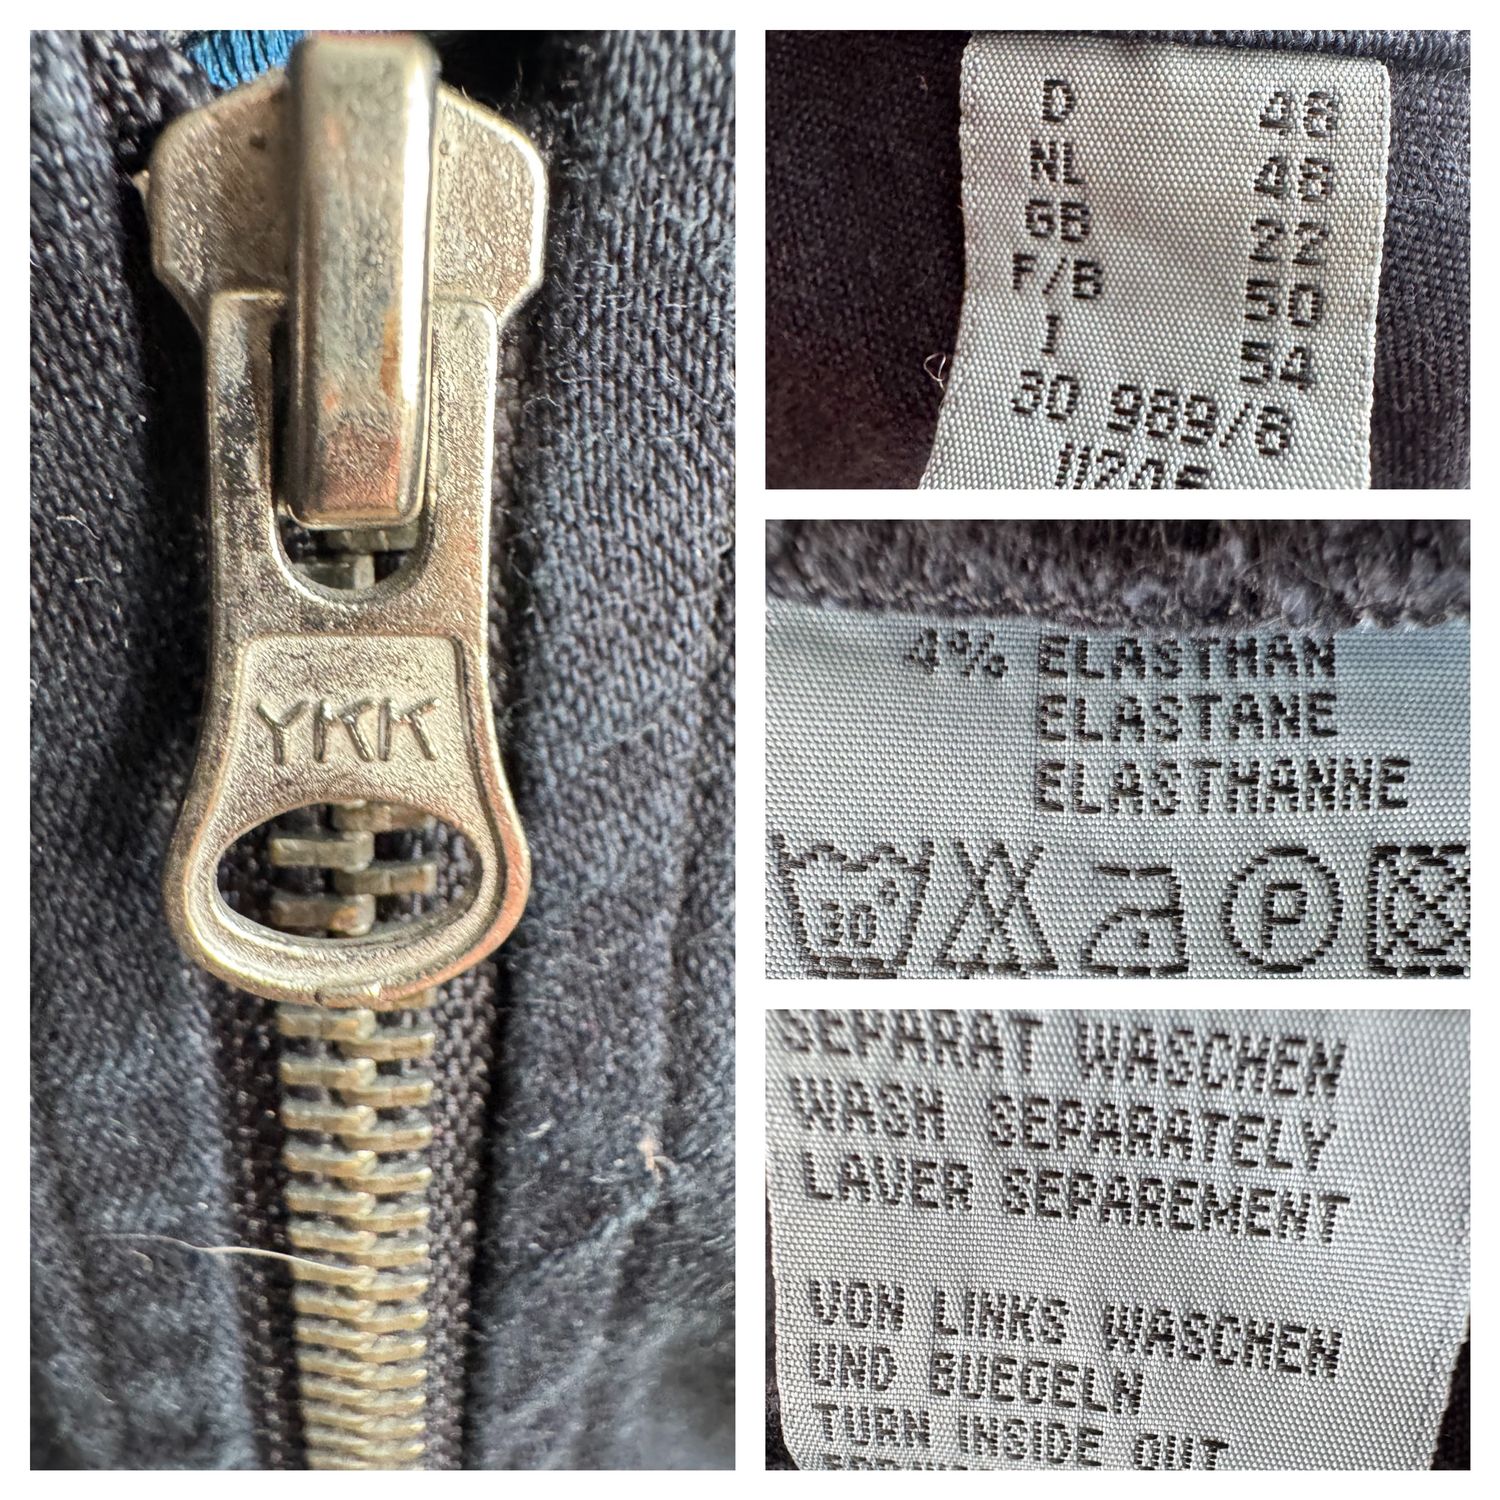 YKK
D 48
NL 48
GB 22
F/B 50
I 54
30 989/8
4% ELASTHAN
ELASTANE
ELASTHANNE
30°
P
SEPARAT WASCHEN
WASH SEPARATELY
LAVER SEPAREMENT
VON LINKS WASCHEN
UND BUEGELN
TURN INSIDE OUT